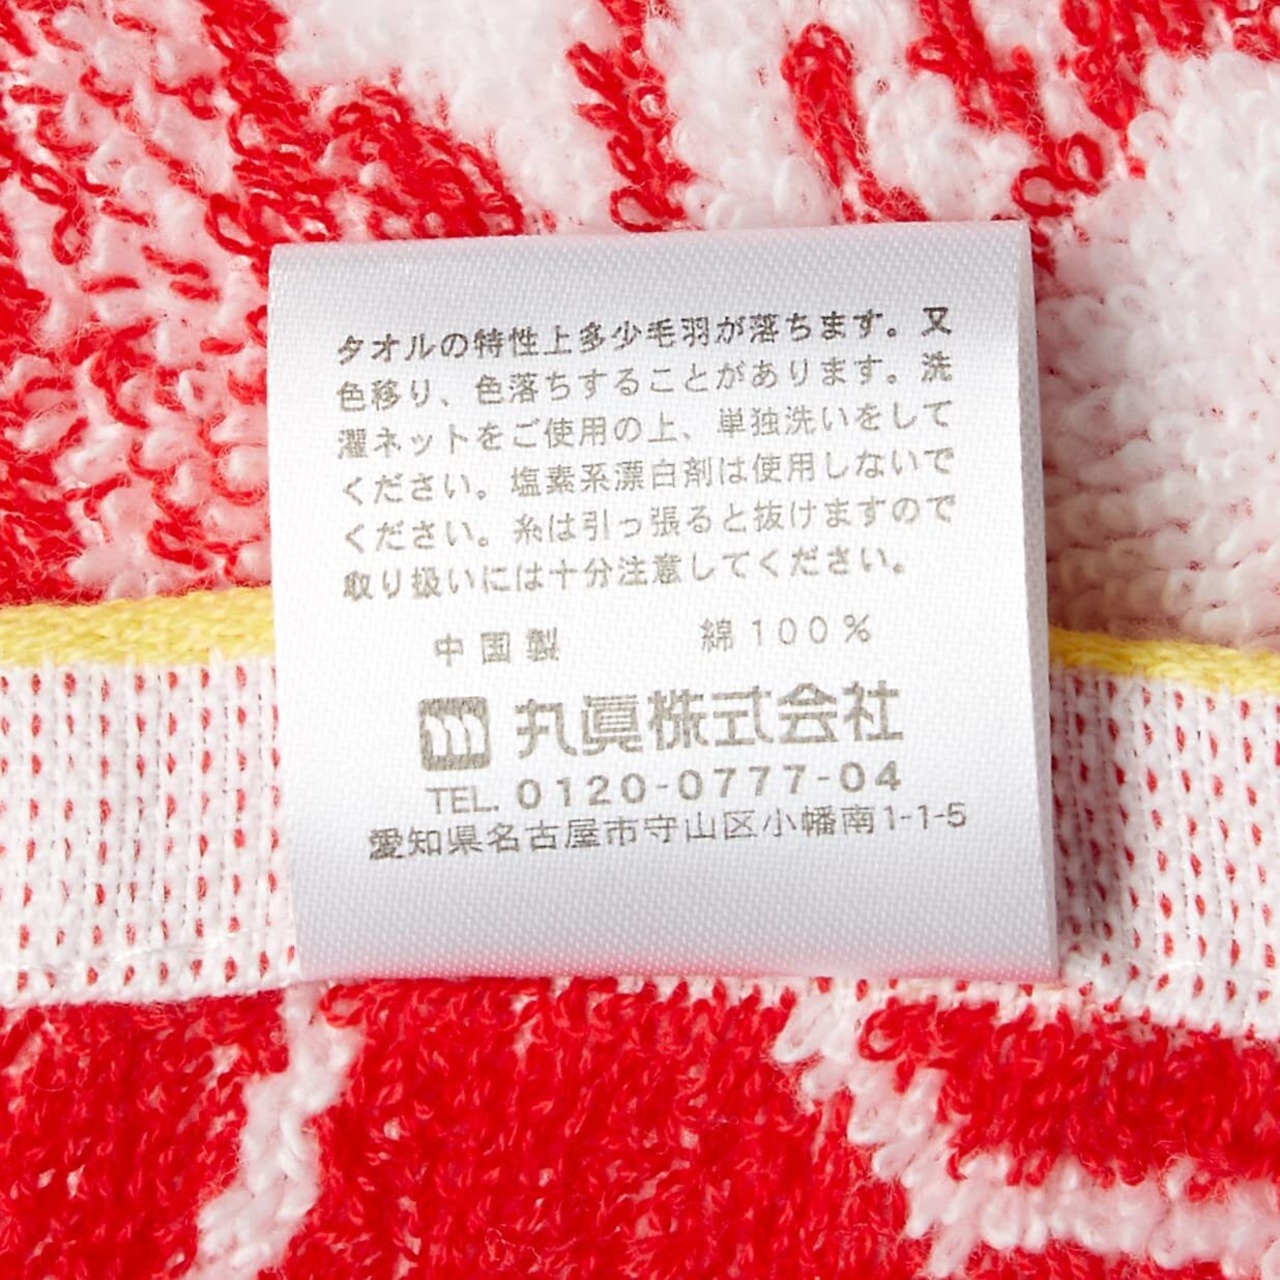 タオルの特性上多少毛羽が落ちます。又
色移り、色落ちすることがあります。洗
濯ネットをご使用の上、単独洗いをして
ください。塩素系漂白剤は使用しないで
ください。糸は引っ張ると抜けますので
取り扱いには十分注意してください。
中国製 綿100%
丸眞株式会社
TEL. 0120-0777-04
愛知県名古屋市守山区小幡南1-1-5